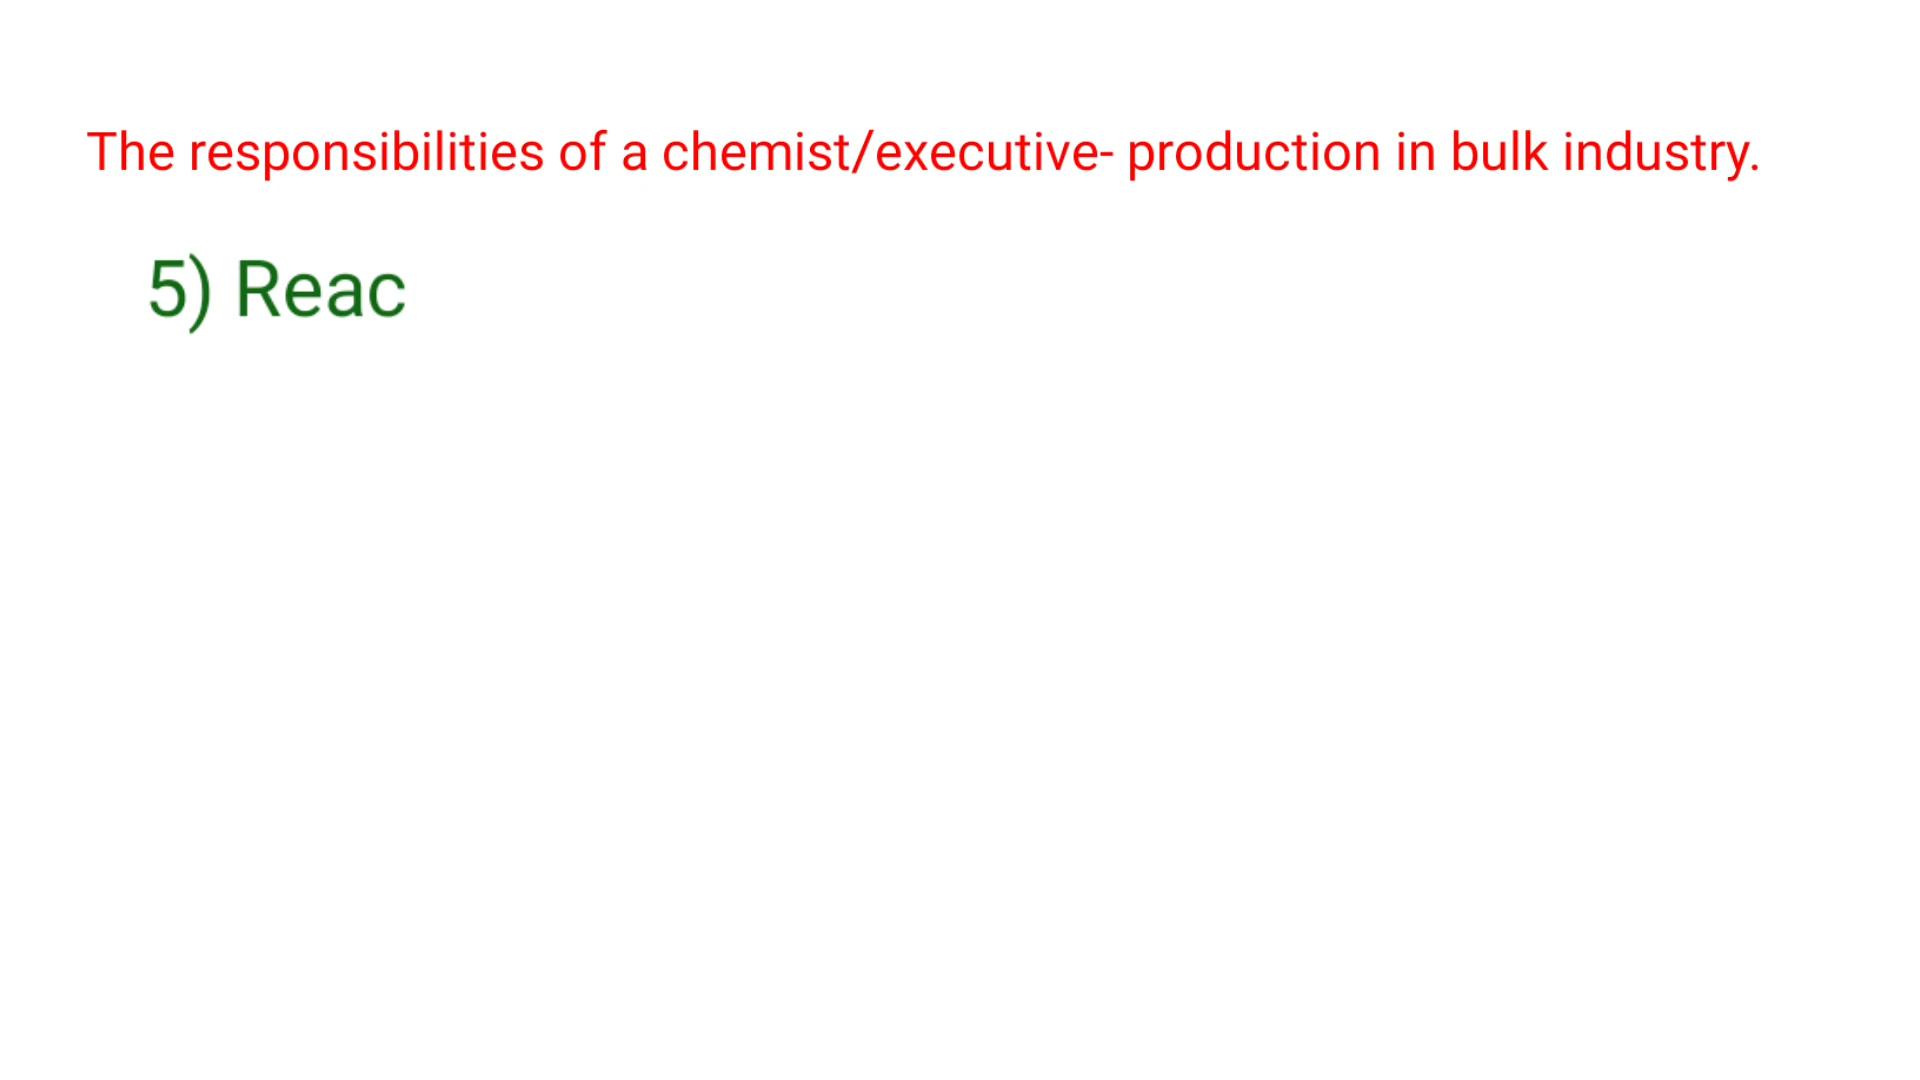 The responsibilities of a chemist/executive- production in bulk industry.
5) Reac